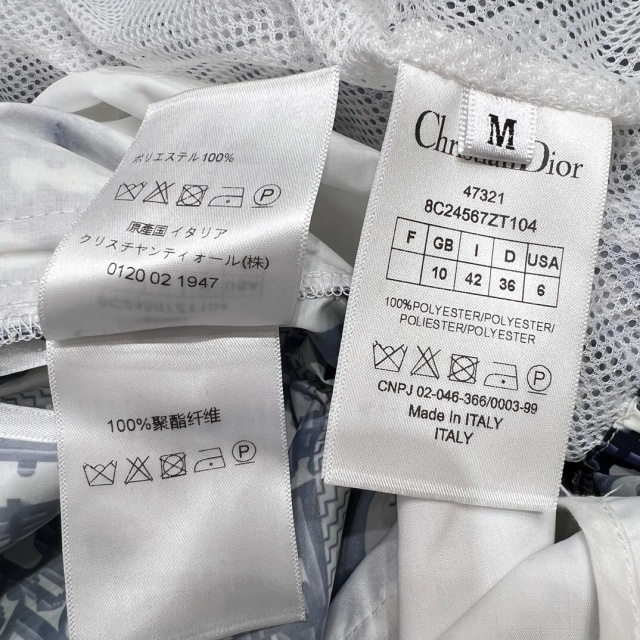 ポリエステル100%
P
原産国 イタリア
クリスチャンディオール(株)
0120 02 1947
100%聚酯纤维
P
M
Christian Dior
47321
8C24567ZT104
F GB I D USA
10 42 36 6
100%POLYESTER/POLYESTER/
POLIESTER/POLYESTER
P
CNPJ 02-046-366/0003-99
Made In ITALY
ITALY